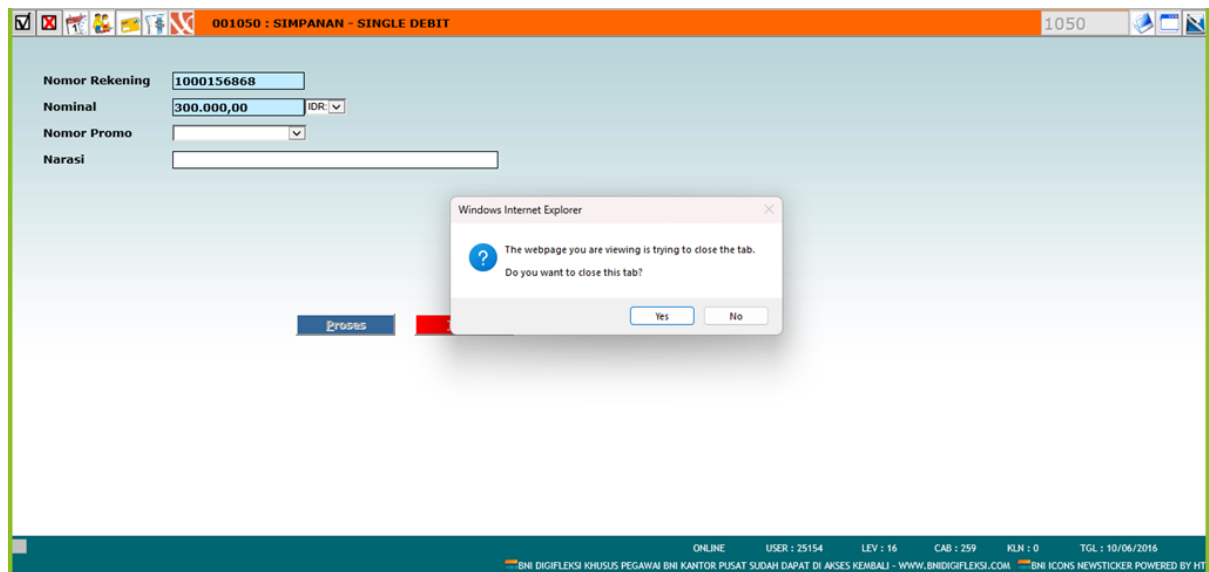 001050 : SIMPANAN - SINGLE DEBIT
1050
Nomor Rekening 1000156868
Nominal 300.000,00 IDR:
Nomor Promo
Narasi
Windows Internet Explorer
The webpage you are viewing is trying to close the tab.
Do you want to close this tab?
Yes No
Proses
ONLINE USER : 25154 LEV : 16 CAB : 259 KLN : 0 TGL : 10/06/2016
BNI DIGIFLEKSI KHUSUS PEGAWAI BNI KANTOR PUSAT SUDAH DAPAT DI AKSES KEMBALI - WWW.BNIDIGIFLEKSI.COM BNI ICONS NEWSTICKER POWERED BY HT